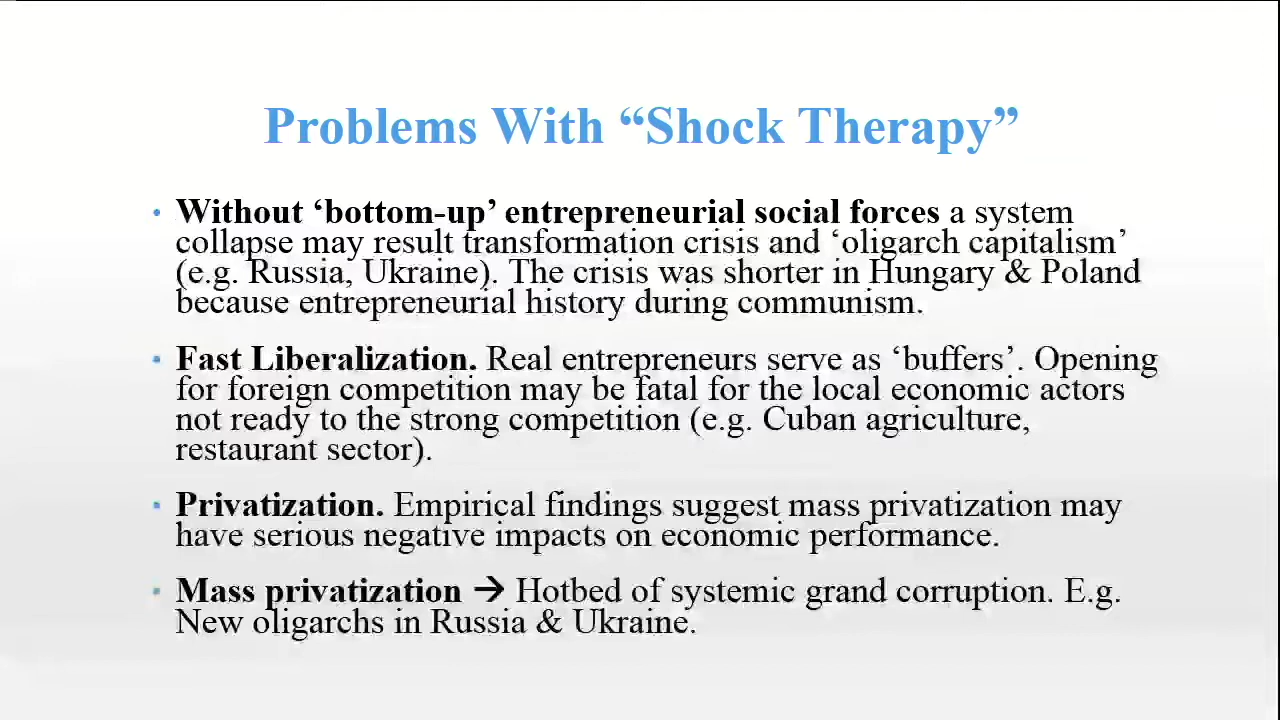 Problems With “Shock Therapy”
• Without ‘bottom-up’ entrepreneurial social forces a system
collapse may result transformation crisis and ‘oligarch capitalism’
(e.g. Russia, Ukraine). The crisis was shorter in Hungary & Poland
because entrepreneurial history during communism.
• Fast Liberalization. Real entrepreneurs serve as ‘buffers’. Opening
for foreign competition may be fatal for the local economic actors
not ready to the strong competition (e.g. Cuban agriculture,
restaurant sector).
• Privatization. Empirical findings suggest mass privatization may
have serious negative impacts on economic performance.
• Mass privatization → Hotbed of systemic grand corruption. E.g.
New oligarchs in Russia & Ukraine.